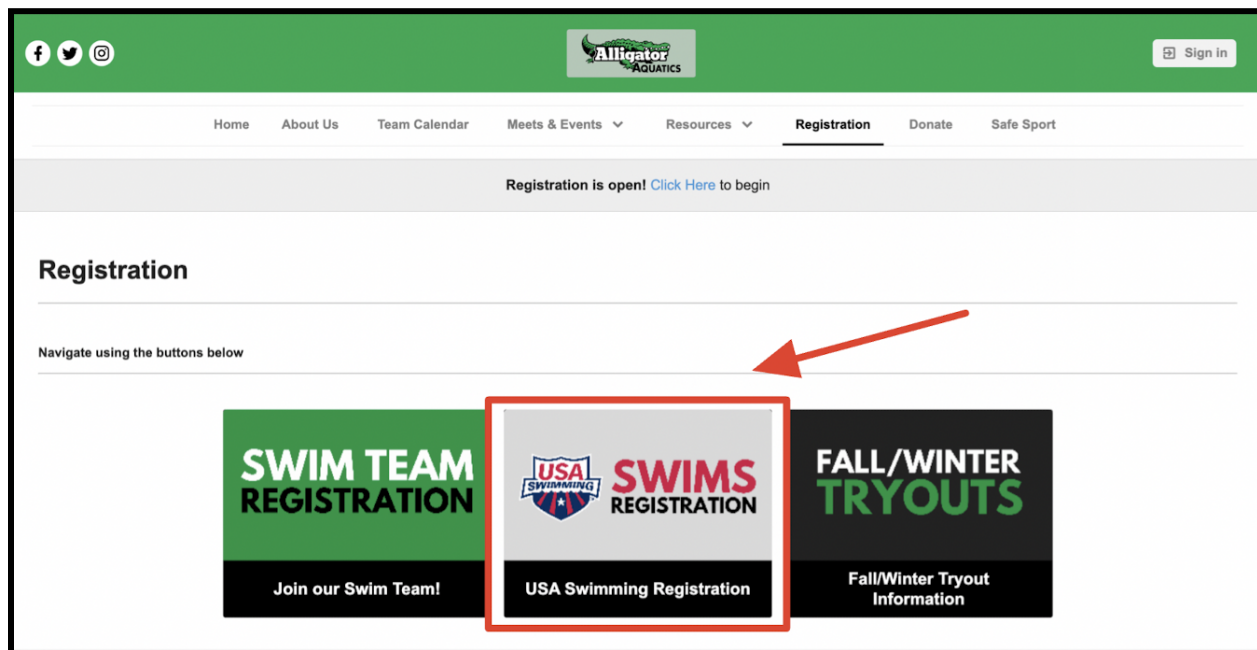 Alligator
AQUATICS
Sign in
Home About Us Team Calendar Meets & Events Resources Registration Donate Safe Sport
Registration is open! Click Here to begin
Registration
Navigate using the buttons below
SWIM TEAM
REGISTRATION
Join our Swim Team!
USA
SWIMMING
SWIMS
REGISTRATION
USA Swimming Registration
FALL/WINTER
TRYOUTS
Fall/Winter Tryout
Information